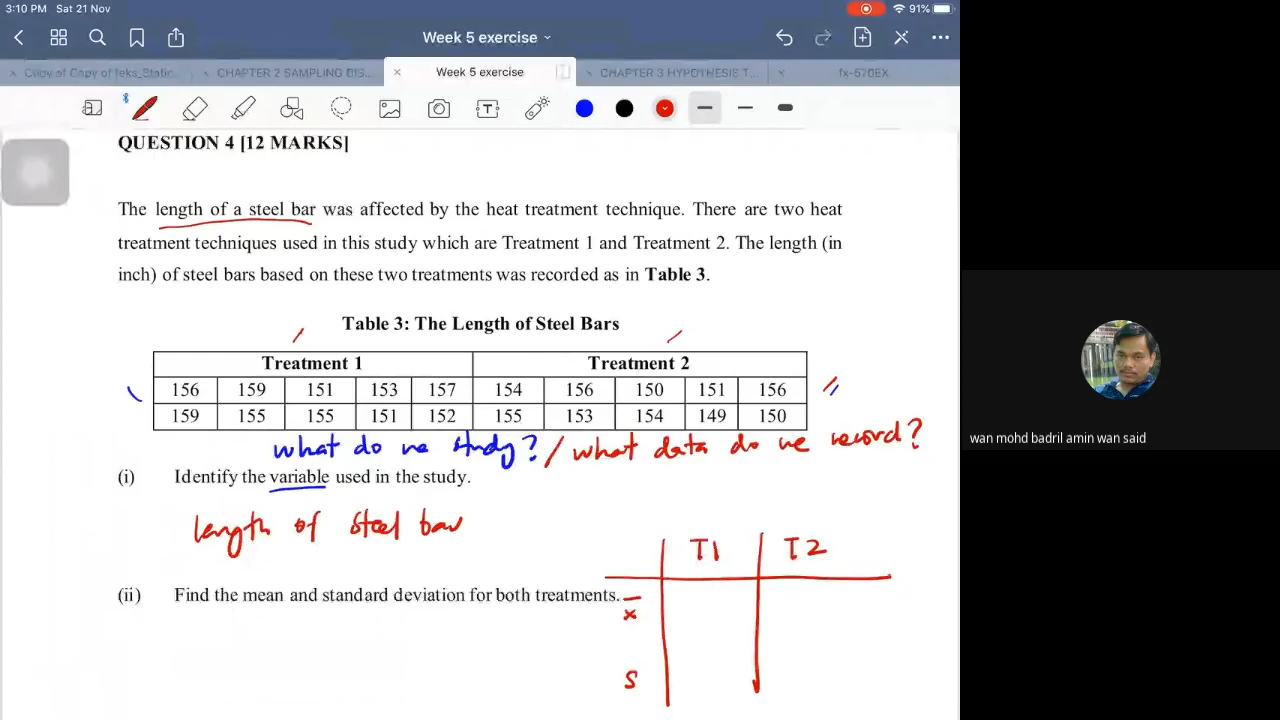 3:10 PM Sat 21 Nov
91%
Week 5 exercise
Copy of Copy of Teks_Static...
CHAPTER 2 SAMPLING DIS...
Week 5 exercise
CHAPTER 3 HYPOTHESIS T...
fx-570EX
QUESTION 4 [12 MARKS]
The length of a steel bar was affected by the heat treatment technique. There are two heat
treatment techniques used in this study which are Treatment 1 and Treatment 2. The length (in
inch) of steel bars based on these two treatments was recorded as in Table 3.
Table 3: The Length of Steel Bars
Treatment 1 Treatment 2
156 159 151 153 157 154 156 150 151 156
159 155 155 151 152 155 153 154 149 150
what do we study? / what data do we record?
(i) Identify the variable used in the study.
length of steel bar
T1 T2
(ii) Find the mean and standard deviation for both treatments.
x̄
S
wan mohd badril amin wan said